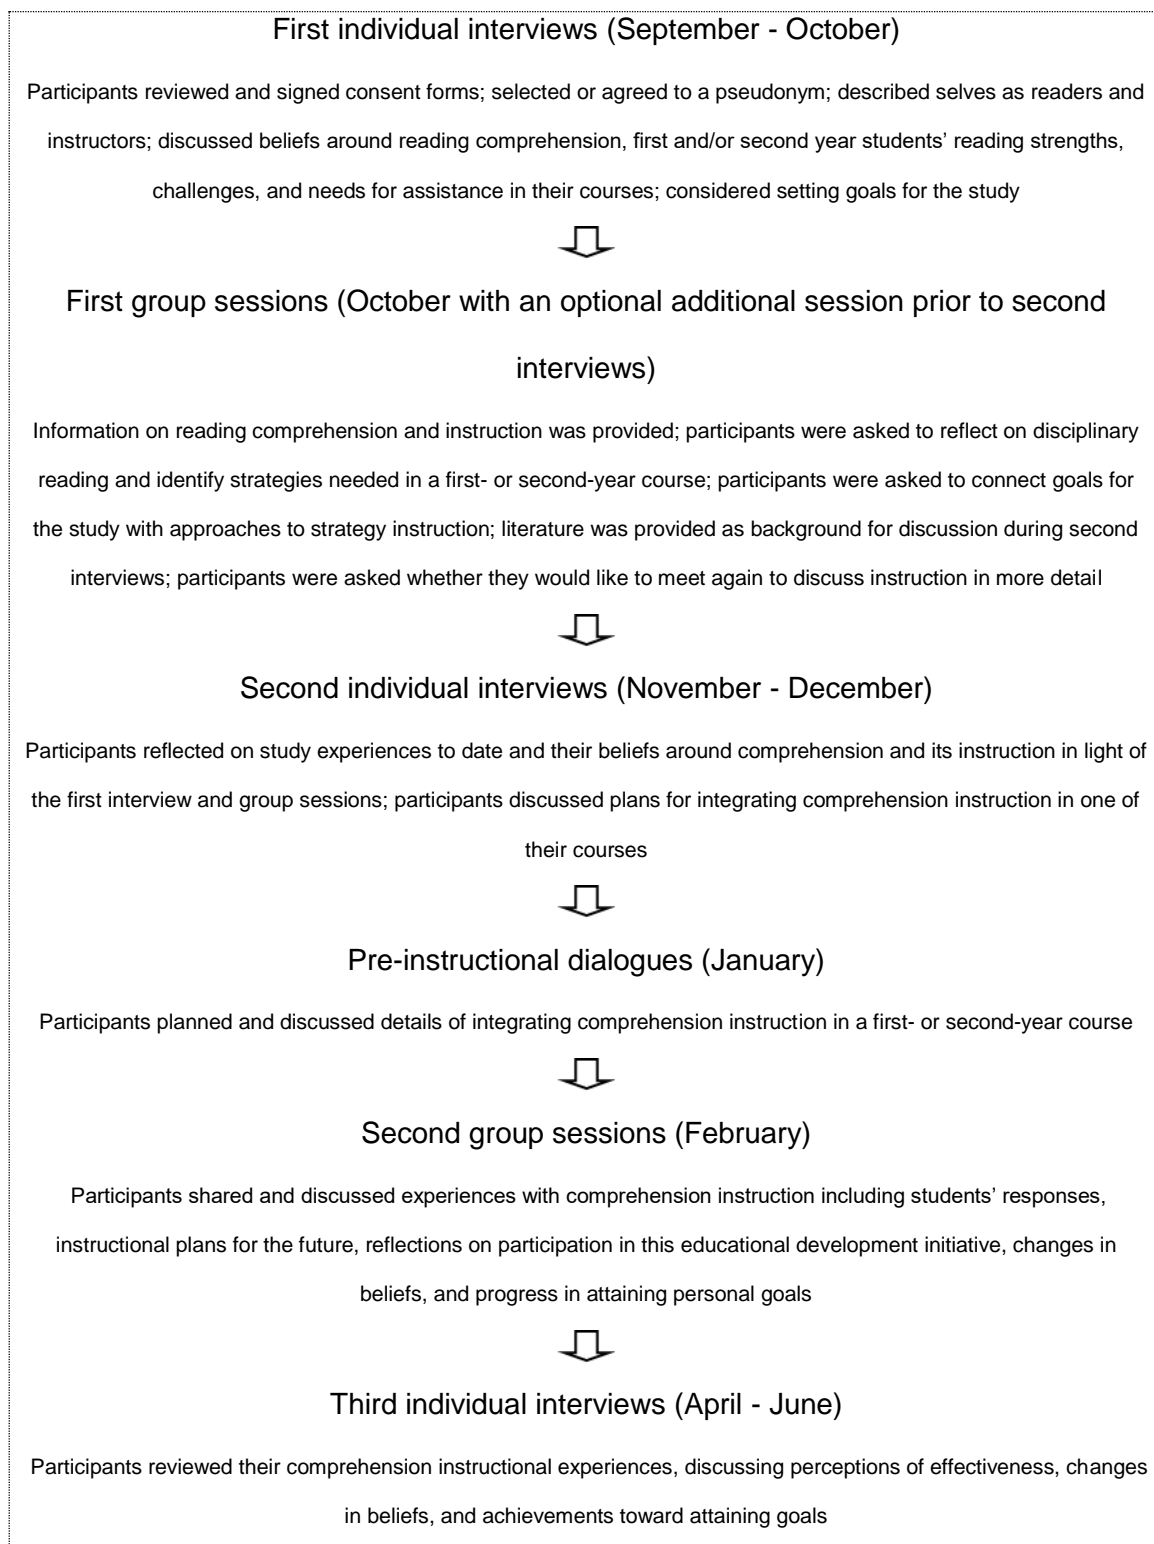 First individual interviews (September - October)
Participants reviewed and signed consent forms; selected or agreed to a pseudonym; described selves as readers and
instructors; discussed beliefs around reading comprehension, first and/or second year students’ reading strengths,
challenges, and needs for assistance in their courses; considered setting goals for the study
First group sessions (October with an optional additional session prior to second
interviews)
Information on reading comprehension and instruction was provided; participants were asked to reflect on disciplinary
reading and identify strategies needed in a first- or second-year course; participants were asked to connect goals for
the study with approaches to strategy instruction; literature was provided as background for discussion during second
interviews; participants were asked whether they would like to meet again to discuss instruction in more detail
Second individual interviews (November - December)
Participants reflected on study experiences to date and their beliefs around comprehension and its instruction in light of
the first interview and group sessions; participants discussed plans for integrating comprehension instruction in one of
their courses
Pre-instructional dialogues (January)
Participants planned and discussed details of integrating comprehension instruction in a first- or second-year course
Second group sessions (February)
Participants shared and discussed experiences with comprehension instruction including students’ responses,
instructional plans for the future, reflections on participation in this educational development initiative, changes in
beliefs, and progress in attaining personal goals
Third individual interviews (April - June)
Participants reviewed their comprehension instructional experiences, discussing perceptions of effectiveness, changes
in beliefs, and achievements toward attaining goals